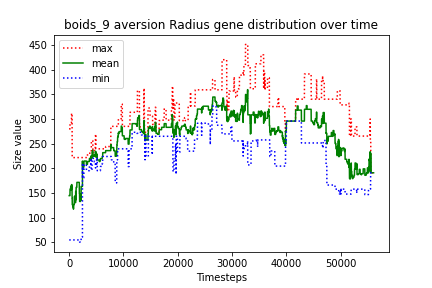 boids_9 aversion Radius gene distribution over time
max
mean
min
Size value
450
400
350
300
250
200
150
100
50
0
10000
20000
30000
40000
50000
Timesteps